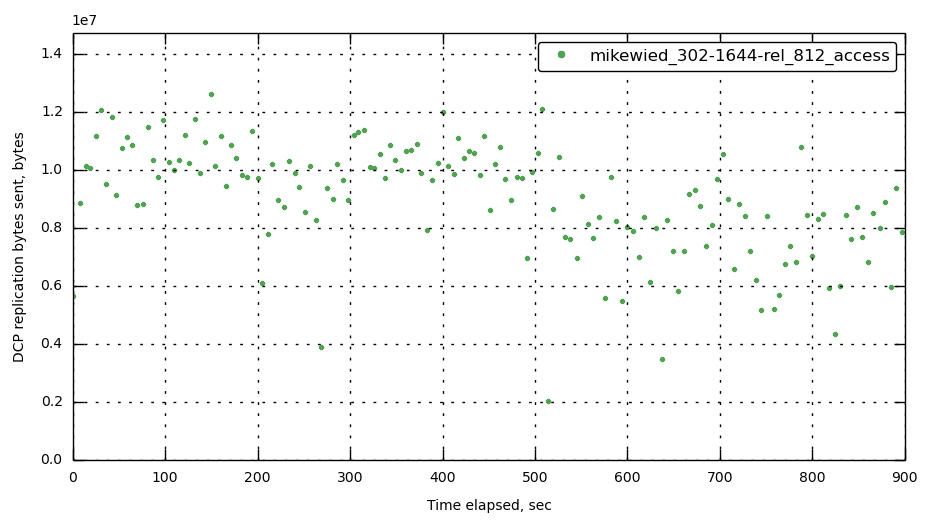 1e7
1.4
mikewied_302-1644-rel_812_access
1.2
1.0
0.8
0.6
0.4
0.2
0.0
DCP replication bytes sent, bytes
0 100 200 300 400 500 600 700 800 900
Time elapsed, sec